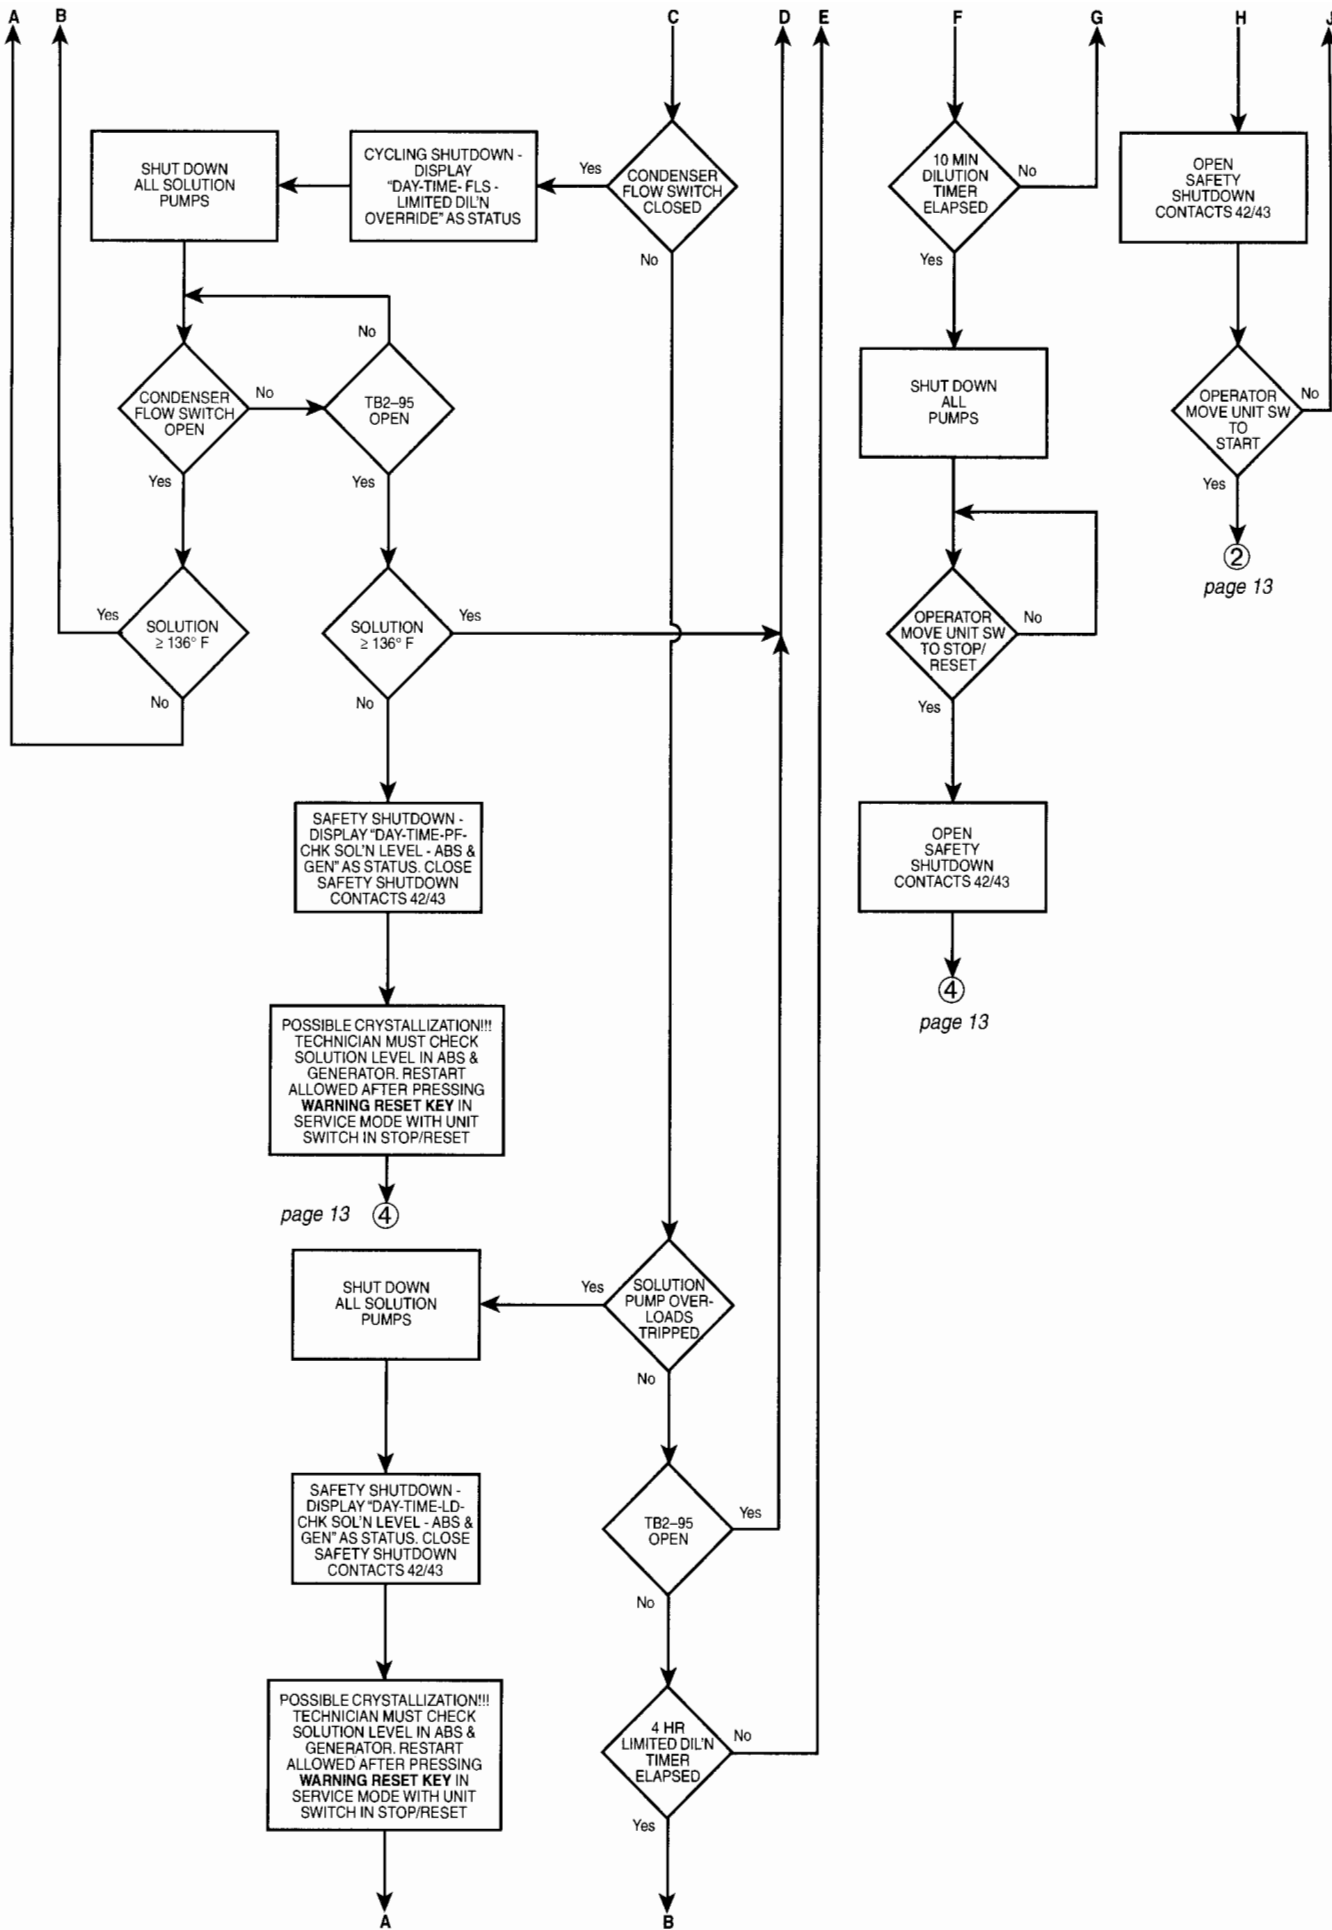 A
B
C
D
E
F
G
H
J
SHUT DOWN
ALL SOLUTION
PUMPS
CYCLING SHUTDOWN -
DISPLAY
"DAY-TIME- FLS -
LIMITED DIL'N
OVERRIDE" AS STATUS
Yes
CONDENSER
FLOW SWITCH
CLOSED
No
10 MIN
DILUTION
TIMER
ELAPSED
No
Yes
OPEN
SAFETY
SHUTDOWN
CONTACTS 42/43
No
CONDENSER
FLOW SWITCH
OPEN
No
TB2–95
OPEN
Yes
Yes
SHUT DOWN
ALL
PUMPS
OPERATOR
MOVE UNIT SW
TO
START
No
Yes
②
page 13
Yes
SOLUTION
≥ 136° F
No
SOLUTION
≥ 136° F
Yes
No
OPERATOR
MOVE UNIT SW
TO STOP/
RESET
No
Yes
SAFETY SHUTDOWN -
DISPLAY "DAY-TIME-PF-
CHK SOL'N LEVEL - ABS &
GEN" AS STATUS. CLOSE
SAFETY SHUTDOWN
CONTACTS 42/43
OPEN
SAFETY
SHUTDOWN
CONTACTS 42/43
④
page 13
POSSIBLE CRYSTALLIZATION!!!
TECHNICIAN MUST CHECK
SOLUTION LEVEL IN ABS &
GENERATOR. RESTART
ALLOWED AFTER PRESSING
WARNING RESET KEY IN
SERVICE MODE WITH UNIT
SWITCH IN STOP/RESET
page 13 ④
SHUT DOWN
ALL SOLUTION
PUMPS
Yes
SOLUTION
PUMP OVER-
LOADS
TRIPPED
No
SAFETY SHUTDOWN -
DISPLAY "DAY-TIME-LD-
CHK SOL'N LEVEL - ABS &
GEN" AS STATUS. CLOSE
SAFETY SHUTDOWN
CONTACTS 42/43
TB2–95
OPEN
Yes
No
POSSIBLE CRYSTALLIZATION!!!
TECHNICIAN MUST CHECK
SOLUTION LEVEL IN ABS &
GENERATOR. RESTART
ALLOWED AFTER PRESSING
WARNING RESET KEY IN
SERVICE MODE WITH UNIT
SWITCH IN STOP/RESET
4 HR
LIMITED DIL'N
TIMER
ELAPSED
No
Yes
A
B